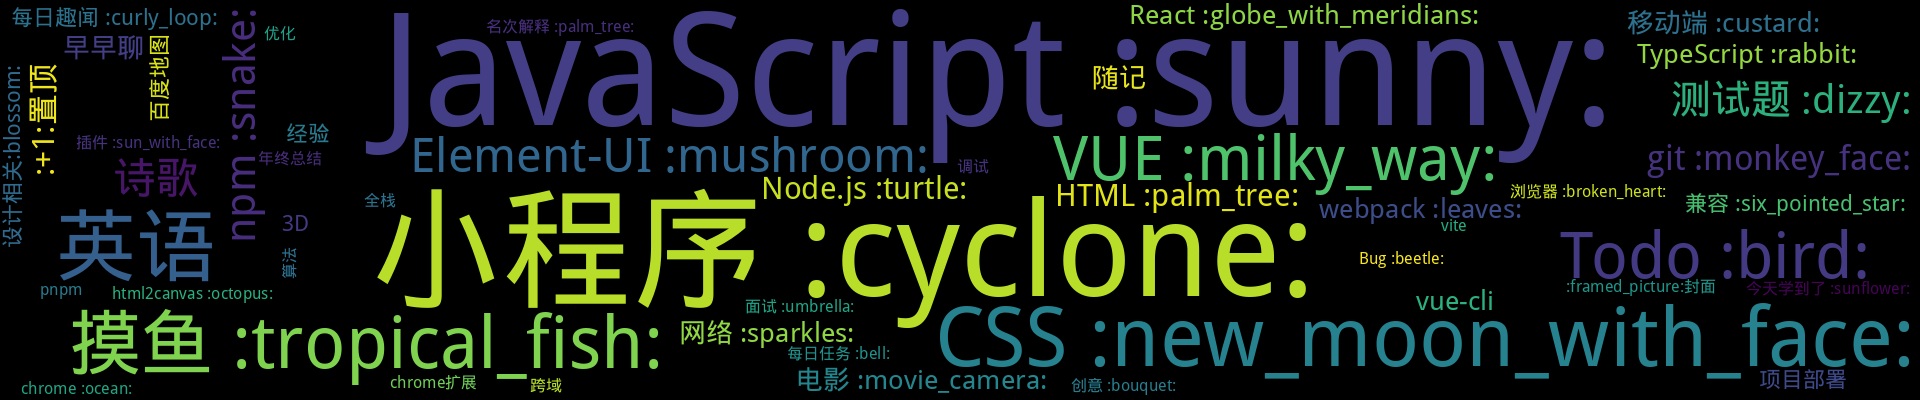 每日趣闻 :curly_loop:
早早聊
百度地图
:+1:置顶
设计相关:blossom:
npm :snake:
优化
名次解释 :palm_tree:
JavaScript :sunny:
React :globe_with_meridians:
移动端 :custard:
TypeScript :rabbit:
随记
测试题 :dizzy:
插件 :sun_with_face:
经验
年终总结
诗歌
Element-UI :mushroom:
调试
VUE :milky_way:
git :monkey_face:
Node.js :turtle:
HTML :palm_tree:
浏览器 :broken_heart:
兼容 :six_pointed_star:
webpack :leaves:
vite
全栈
英语
3D
算法
小程序 :cyclone:
Bug :beetle:
Todo :bird:
pnpm
html2canvas :octopus:
:framed_picture:封面
今天学到了 :sunflower:
vue-cli
面试 :umbrella:
摸鱼 :tropical_fish:
网络 :sparkles:
CSS :new_moon_with_face:
每日任务 :bell:
chrome :ocean:
chrome扩展
跨域
电影 :movie_camera:
创意 :bouquet:
项目部署